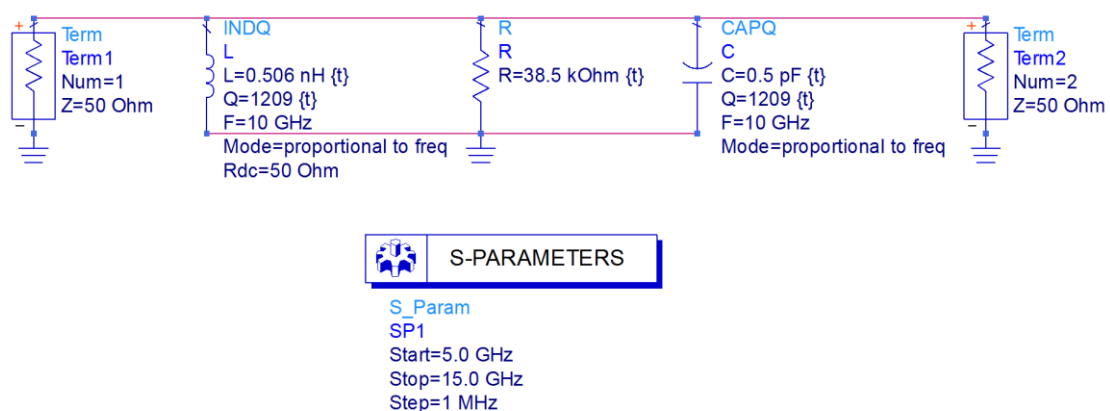 +
Term
Term1
Num=1
Z=50 Ohm
-
INDQ
L
L=0.506 nH {t}
Q=1209 {t}
F=10 GHz
Mode=proportional to freq
Rdc=50 Ohm
R
R
R=38.5 kOhm {t}
CAPQ
C
C=0.5 pF {t}
Q=1209 {t}
F=10 GHz
Mode=proportional to freq
+
Term
Term2
Num=2
Z=50 Ohm
-
S-PARAMETERS
S_Param
SP1
Start=5.0 GHz
Stop=15.0 GHz
Step=1 MHz